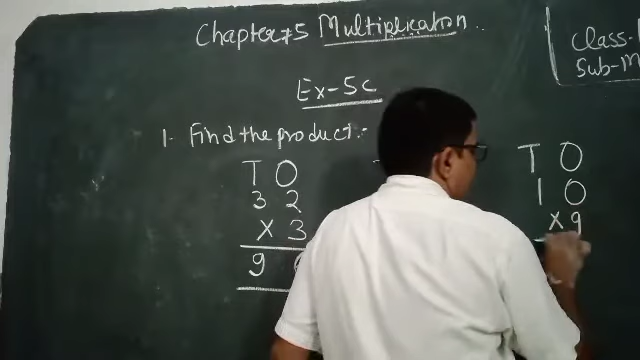 Chapter-5 Multiplication
Class-
Sub-M
Ex-5c
1- Find the product:-
T O
3 2
× 3
9
T O
1 0
× 9